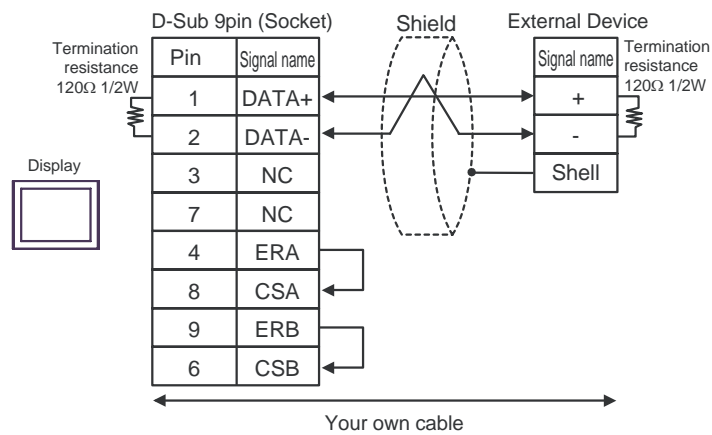 D-Sub 9pin (Socket)
Shield
External Device
Termination
resistance
120Ω 1/2W
Pin
Signal name
Signal name
Termination
resistance
120Ω 1/2W
1
DATA+
+
2
DATA-
-
Display
3
NC
Shell
7
NC
4
ERA
8
CSA
9
ERB
6
CSB
Your own cable